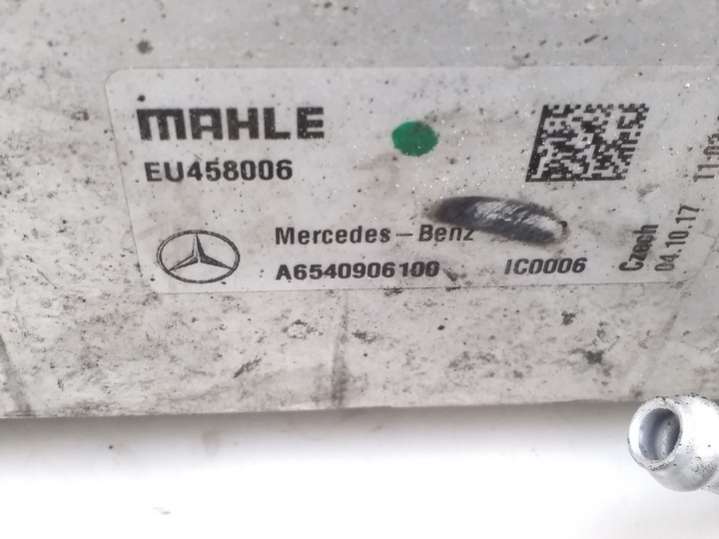 MAHLE
EU458006
Mercedes-Benz
A6540906100 IC0006
Czech
04.10.17